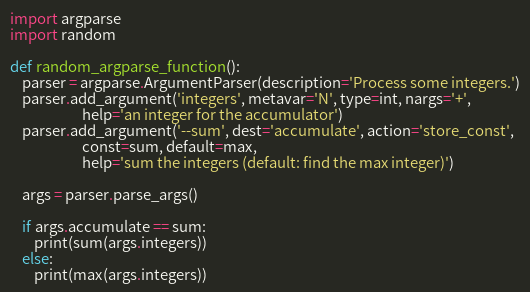 import argparse
import random

def random_argparse_function():
    parser = argparse.ArgumentParser(description='Process some integers.')
    parser.add_argument('integers', metavar='N', type=int, nargs='+',
                        help='an integer for the accumulator')
    parser.add_argument('--sum', dest='accumulate', action='store_const',
                        const=sum, default=max,
                        help='sum the integers (default: find the max integer)')

    args = parser.parse_args()

    if args.accumulate == sum:
        print(sum(args.integers))
    else:
        print(max(args.integers))